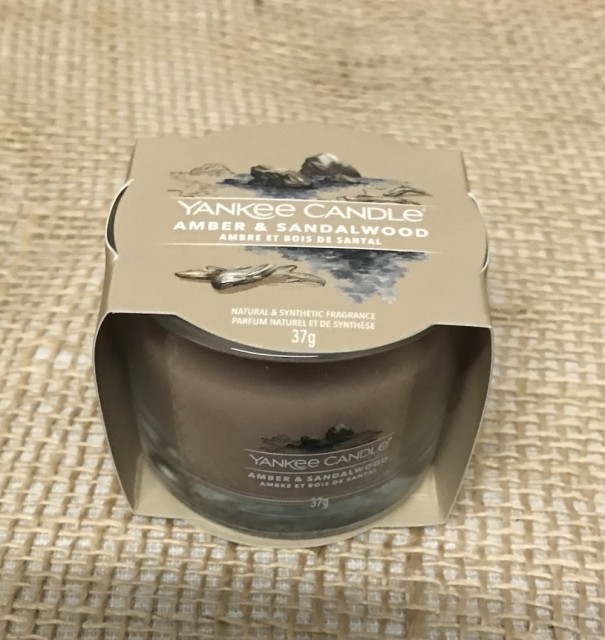 YANKEE CANDLE®
AMBER & SANDALWOOD
AMBRE ET BOIS DE SANTAL
NATURAL & SYNTHETIC FRAGRANCE
PARFUM NATUREL ET DE SYNTHÈSE
37g
YANKEE CANDLE®
AMBER & SANDALWOOD
AMBRE ET BOIS DE SANTAL
37g